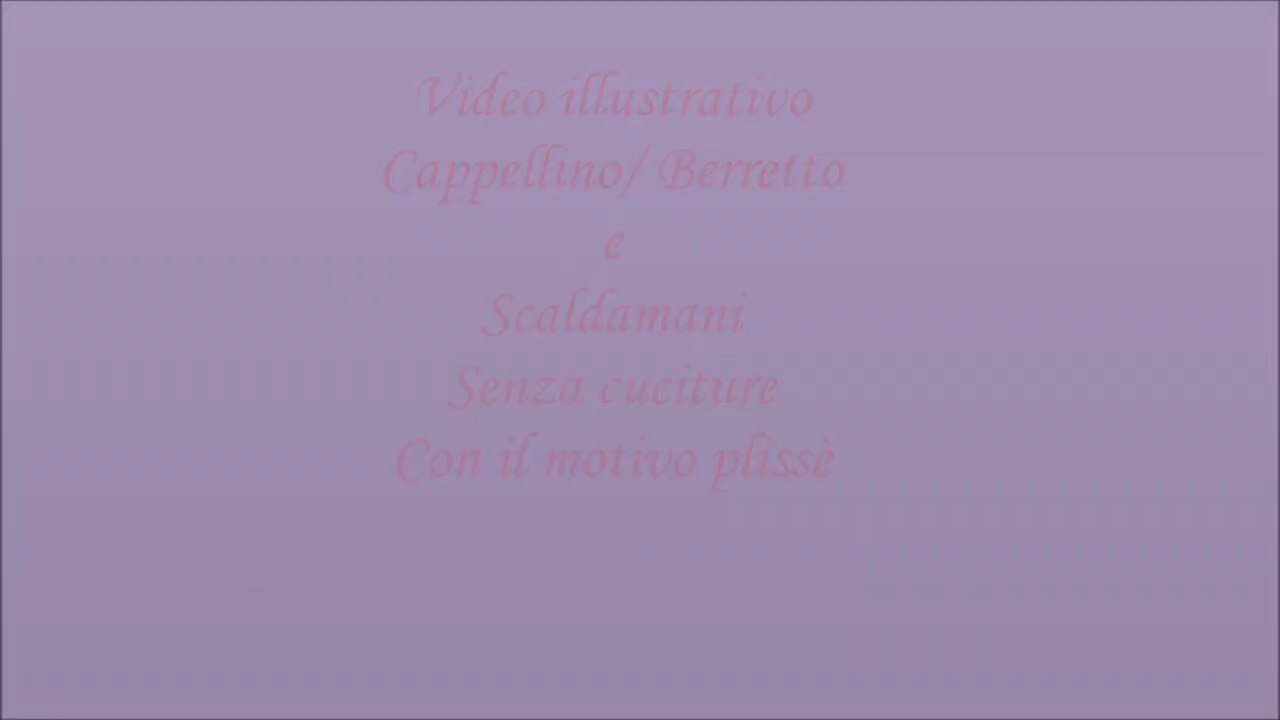 Video illustrativo
Cappellino/ Berretto
e
Scaldamani
Senza cuciture
Con il motivo plissè